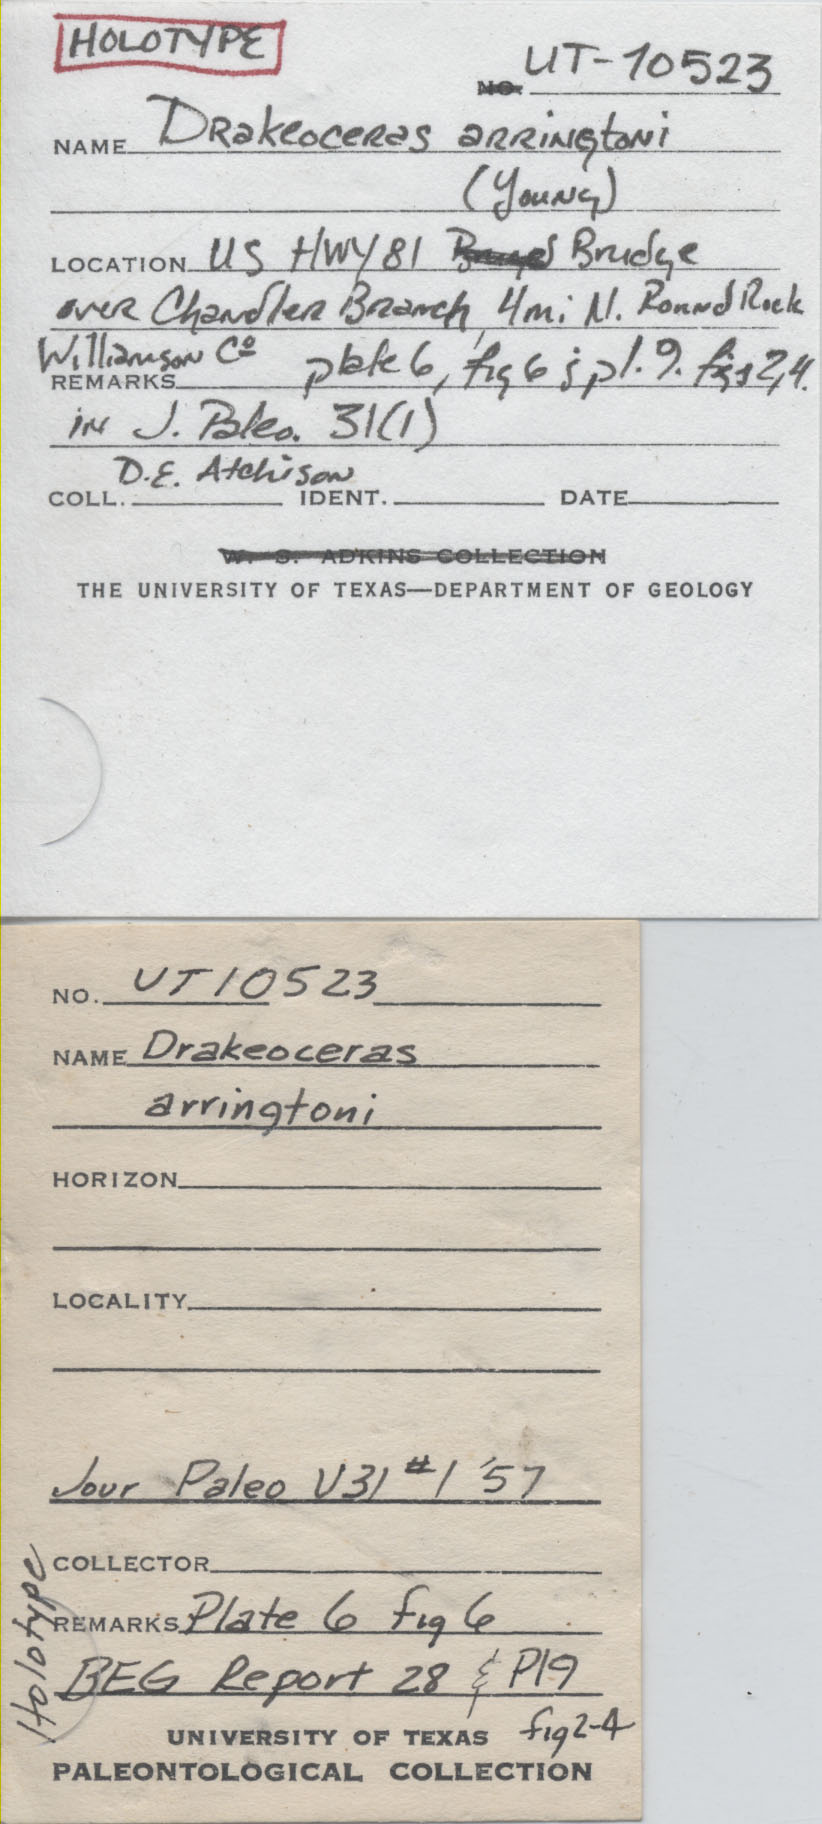 HOLOTYPE
NO. UT-10523
NAME Drakeoceras arringtoni
(Young)
LOCATION US HWY 81 Bridge
over Chandler Branch, 4mi N. Round Rock
Williamson Co
REMARKS plate 6, fig 6; pl. 9. figs 2,4.
in J. Paleo. 31(1)
D.E. Atchison
COLL. IDENT. DATE
W. S. ADKINS COLLECTION
THE UNIVERSITY OF TEXAS—DEPARTMENT OF GEOLOGY
NO. UT10523
NAME Drakeoceras
arringtoni
HORIZON
LOCALITY
Jour Paleo V31 #1 '57
COLLECTOR
REMARKS Plate 6 fig 6
BEG Report 28 & Pl9
fig 2-4
Holotype
UNIVERSITY OF TEXAS
PALEONTOLOGICAL COLLECTION